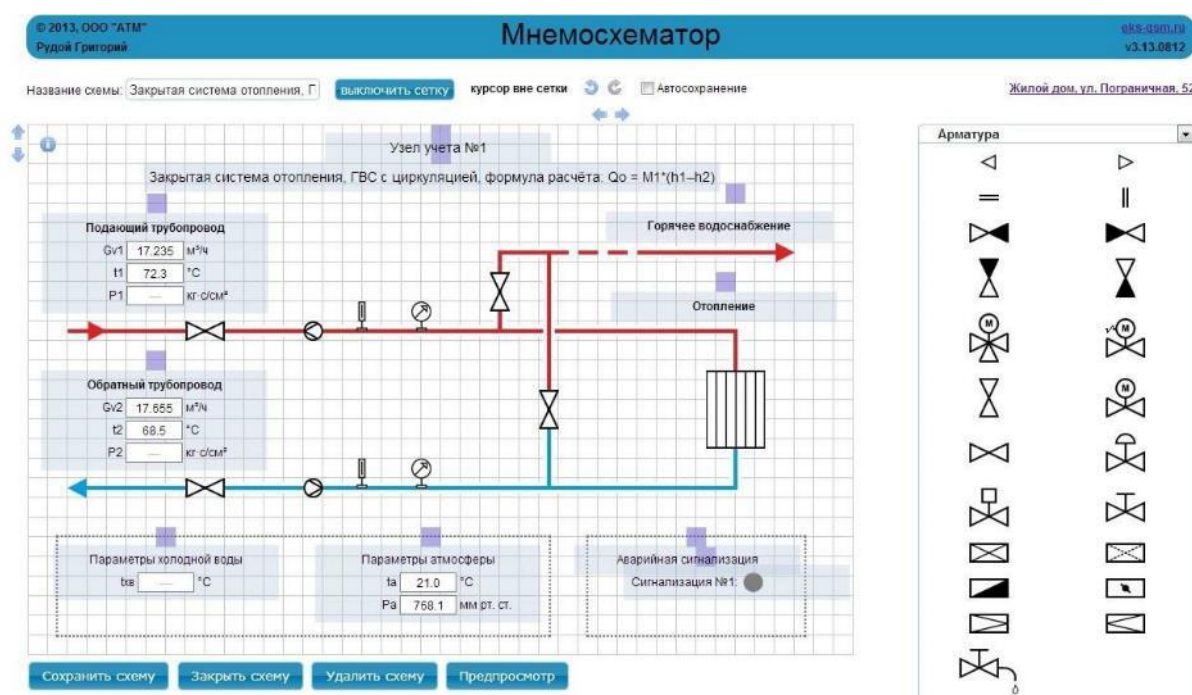 © 2013, ООО "АТМ"
Рудой Григорий
Мнемосхематор
eks-gsm.ru
v3.13.0812
Название схемы: Закрытая система отопления, Г
выключить сетку
курсор вне сетки
Автосохранение
Жилой дом, ул. Пограничная, 52
Арматура
Узел учета №1
Закрытая система отопления, ГВС с циркуляцией, формула расчёта: Qo = M1*(h1–h2)
Подающий трубопровод
Gv1 17.235 м³/ч
t1 72.3 °C
P1 — кг·с/см²
Горячее водоснабжение
Отопление
Обратный трубопровод
Gv2 17.655 м³/ч
t2 68.5 °C
P2 — кг·с/см²
M
M
M
Параметры холодной воды
tхв — °C
Параметры атмосферы
ta 21.0 °C
Pa 768.1 мм рт. ст.
Аварийная сигнализация
Сигнализация №1:
Сохранить схему
Закрыть схему
Удалить схему
Предпросмотр